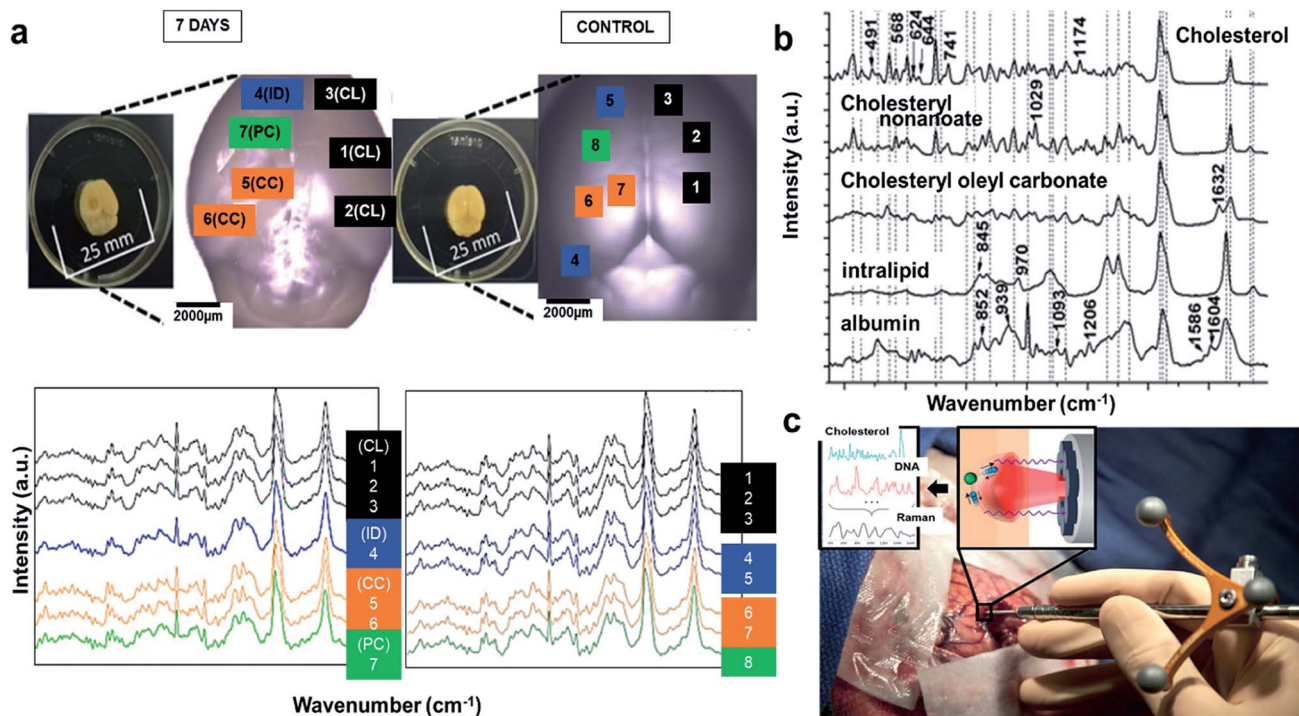 a
7 DAYS
CONTROL
4(ID)
3(CL)
7(PC)
1(CL)
5(CC)
6(CC)
2(CL)
25 mm
2000µm
5
3
8
2
7
1
6
4
25 mm
2000µm
Intensity (a.u.)
(CL)
1
2
3
(ID)
4
(CC)
5
6
(PC)
7
1
2
3
4
5
6
7
8
Wavenumber (cm⁻¹)
b
Intensity (a.u.)
491
568
624
644
741
1174
Cholesterol
Cholesteryl
nonanoate
1029
Cholesteryl oleyl carbonate
1632
intralipid
845
970
albumin
852
939
1093
1206
1586
1604
Wavenumber (cm⁻¹)
c
Cholesterol
DNA
Raman